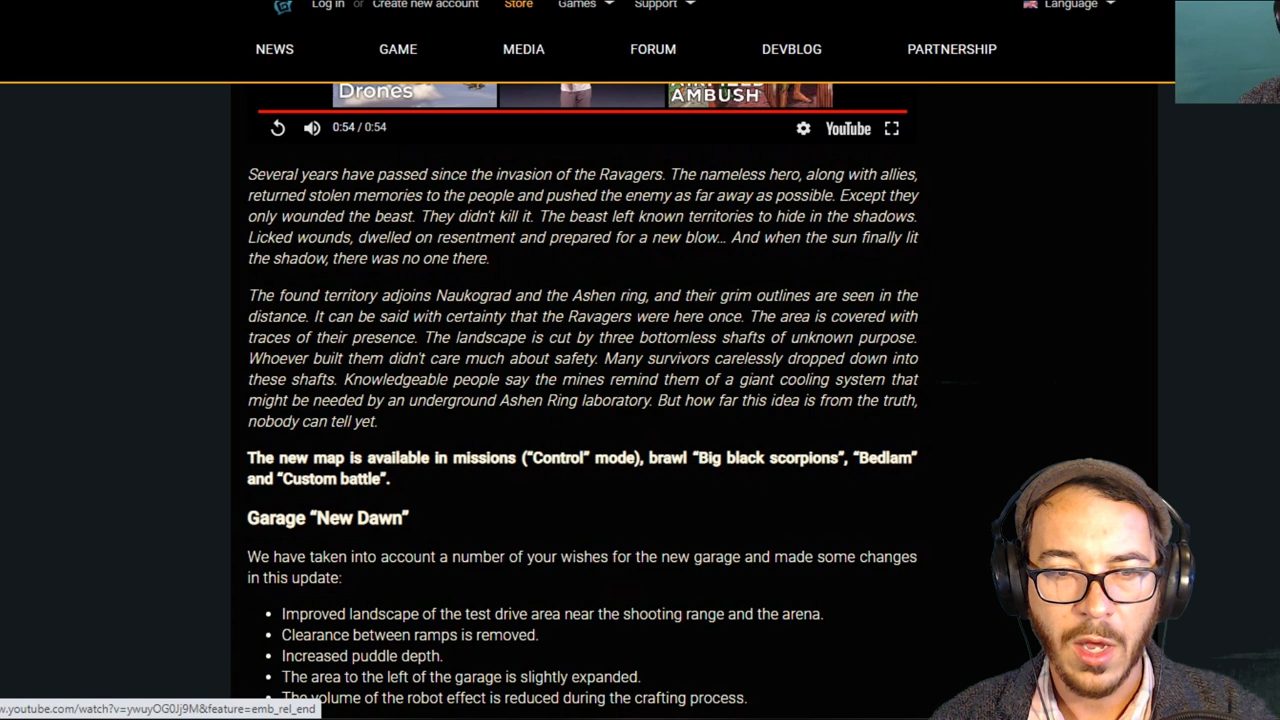 Log in or Create new account Store Games Support Language
NEWS GAME MEDIA FORUM DEVBLOG PARTNERSHIP
Drones
AMBUSH
0:54 / 0:54 YouTube
Several years have passed since the invasion of the Ravagers. The nameless hero, along with allies,
returned stolen memories to the people and pushed the enemy as far away as possible. Except they
only wounded the beast. They didn't kill it. The beast left known territories to hide in the shadows.
Licked wounds, dwelled on resentment and prepared for a new blow… And when the sun finally lit
the shadow, there was no one there.
The found territory adjoins Naukograd and the Ashen ring, and their grim outlines are seen in the
distance. It can be said with certainty that the Ravagers were here once. The area is covered with
traces of their presence. The landscape is cut by three bottomless shafts of unknown purpose.
Whoever built them didn't care much about safety. Many survivors carelessly dropped down into
these shafts. Knowledgeable people say the mines remind them of a giant cooling system that
might be needed by an underground Ashen Ring laboratory. But how far this idea is from the truth,
nobody can tell yet.
The new map is available in missions (“Control” mode), brawl “Big black scorpions”, “Bedlam”
and “Custom battle”.
Garage “New Dawn”
We have taken into account a number of your wishes for the new garage and made some changes
in this update:
• Improved landscape of the test drive area near the shooting range and the arena.
• Clearance between ramps is removed.
• Increased puddle depth.
• The area to the left of the garage is slightly expanded.
• The volume of the robot effect is reduced during the crafting process.
w.youtube.com/watch?v=ywuyOG0Jj9M&feature=emb_rel_end